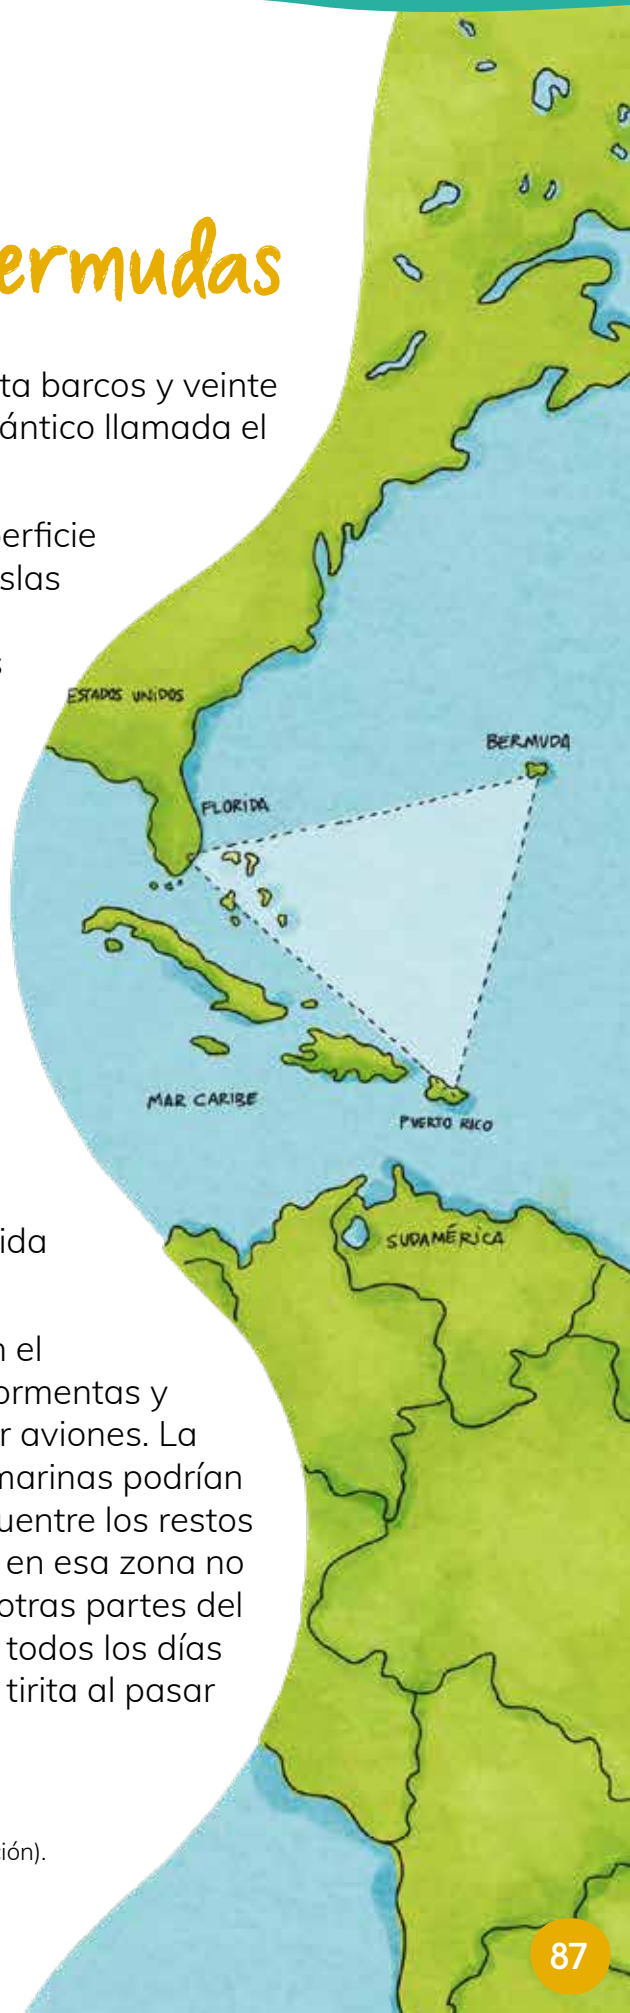 ermudas
ta barcos y veinte
ántico llamada el
erficie
slas
s
ESTADOS UNIDOS
BERMUDA
FLORIDA
MAR CARIBE
PUERTO RICO
SUDAMÉRICA
ida
n el
ormentas y
r aviones. La
marinas podrían
uentre los restos
en esa zona no
otras partes del
todos los días
tirita al pasar
ión).
87